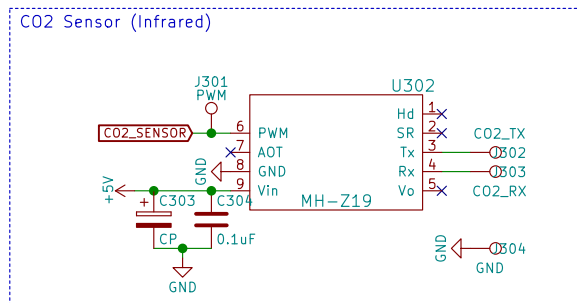 CO2 Sensor (Infrared)
J301
PWM
U302
CO2_SENSOR
6
PWM
7
AOT
8
GND
9
Vin
Hd
1
SR
2
Tx
3
Rx
4
Vo
5
MH-Z19
CO2_TX
J302
J303
CO2_RX
GND
+5V
+
C303
CP
C304
0.1uF
GND
GND
J304
GND